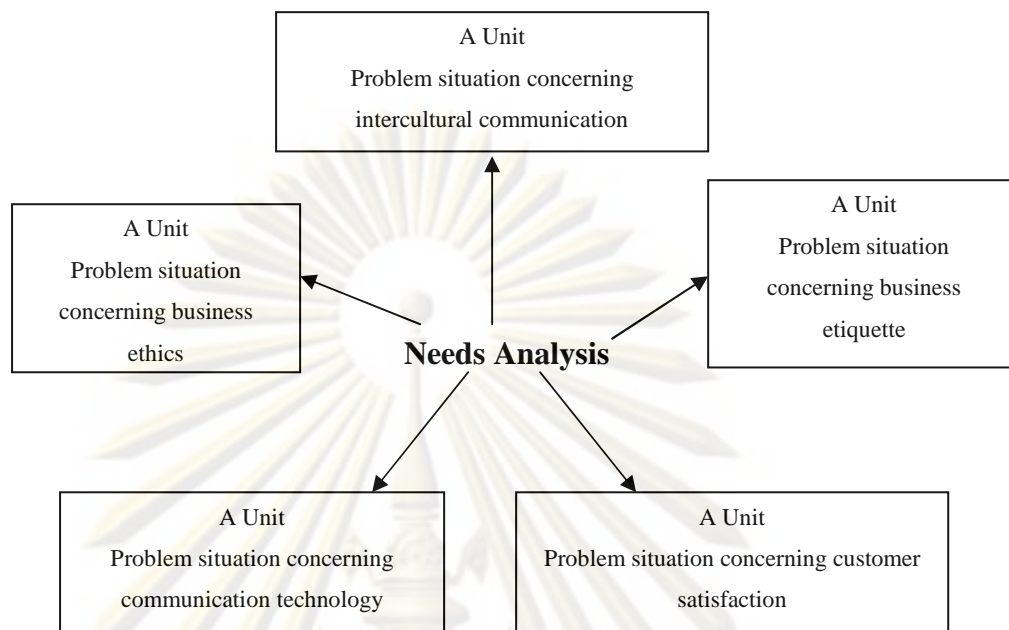 A Unit
Problem situation concerning
intercultural communication
A Unit
Problem situation
concerning business
ethics
A Unit
Problem situation
concerning business
etiquette
Needs Analysis
A Unit
Problem situation concerning
communication technology
A Unit
Problem situation concerning customer
satisfaction